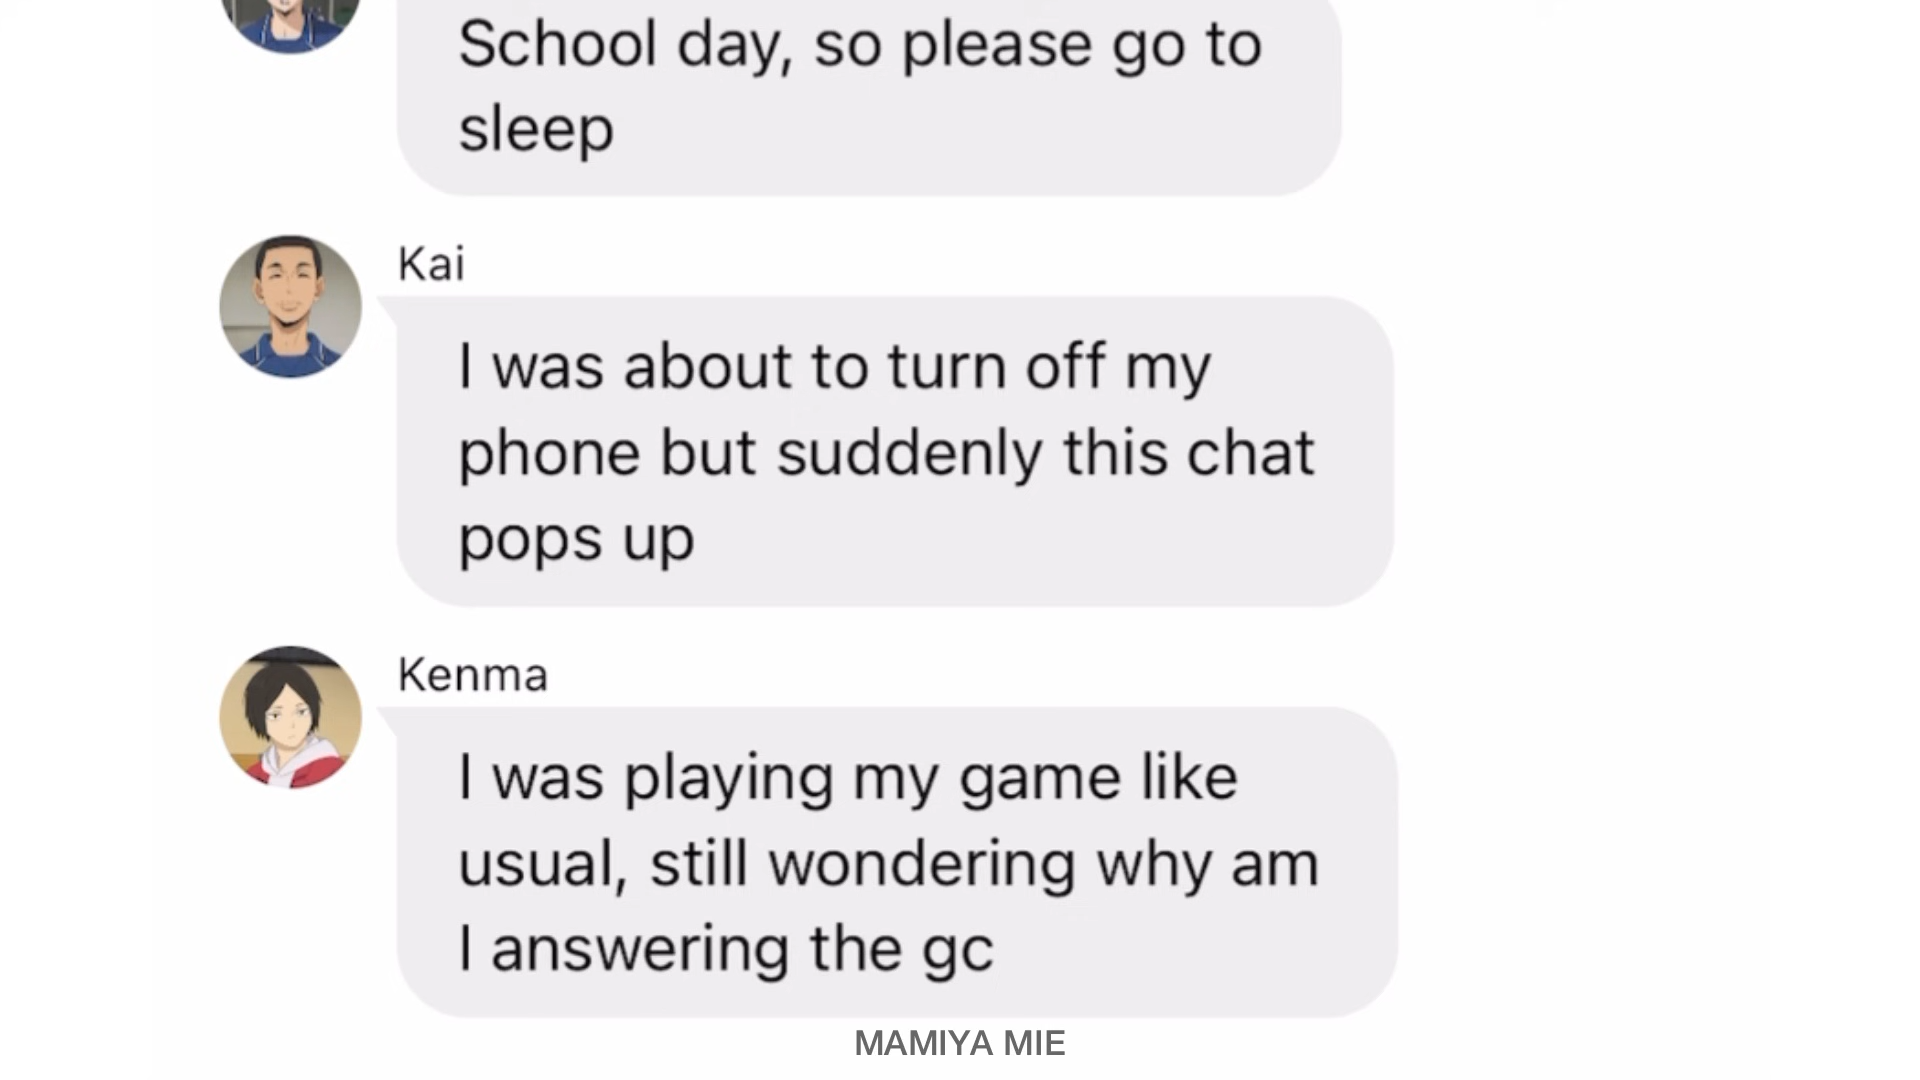 School day, so please go to
sleep
Kai
I was about to turn off my
phone but suddenly this chat
pops up
Kenma
I was playing my game like
usual, still wondering why am
I answering the gc
MAMIYA MIE